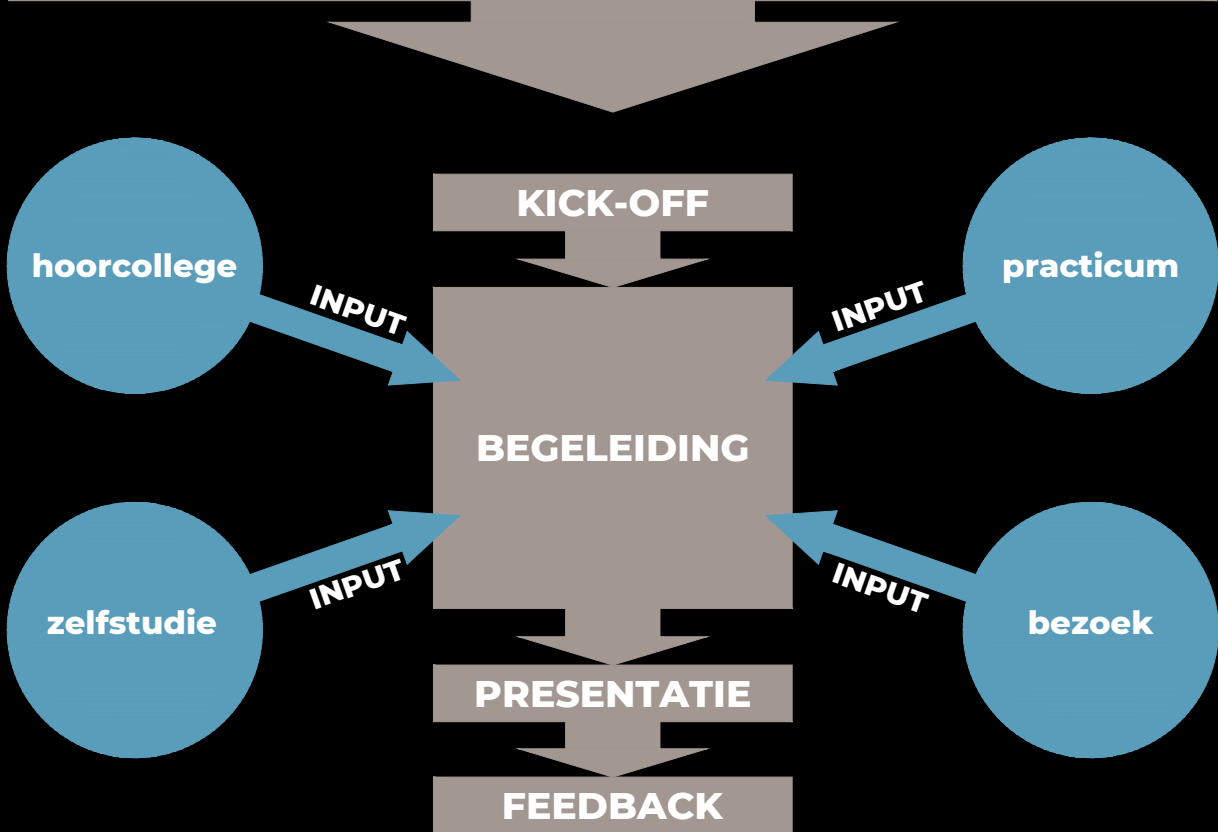 KICK-OFF
hoorcollege
practicum
INPUT
INPUT
BEGELEIDING
INPUT
INPUT
zelfstudie
bezoek
PRESENTATIE
FEEDBACK